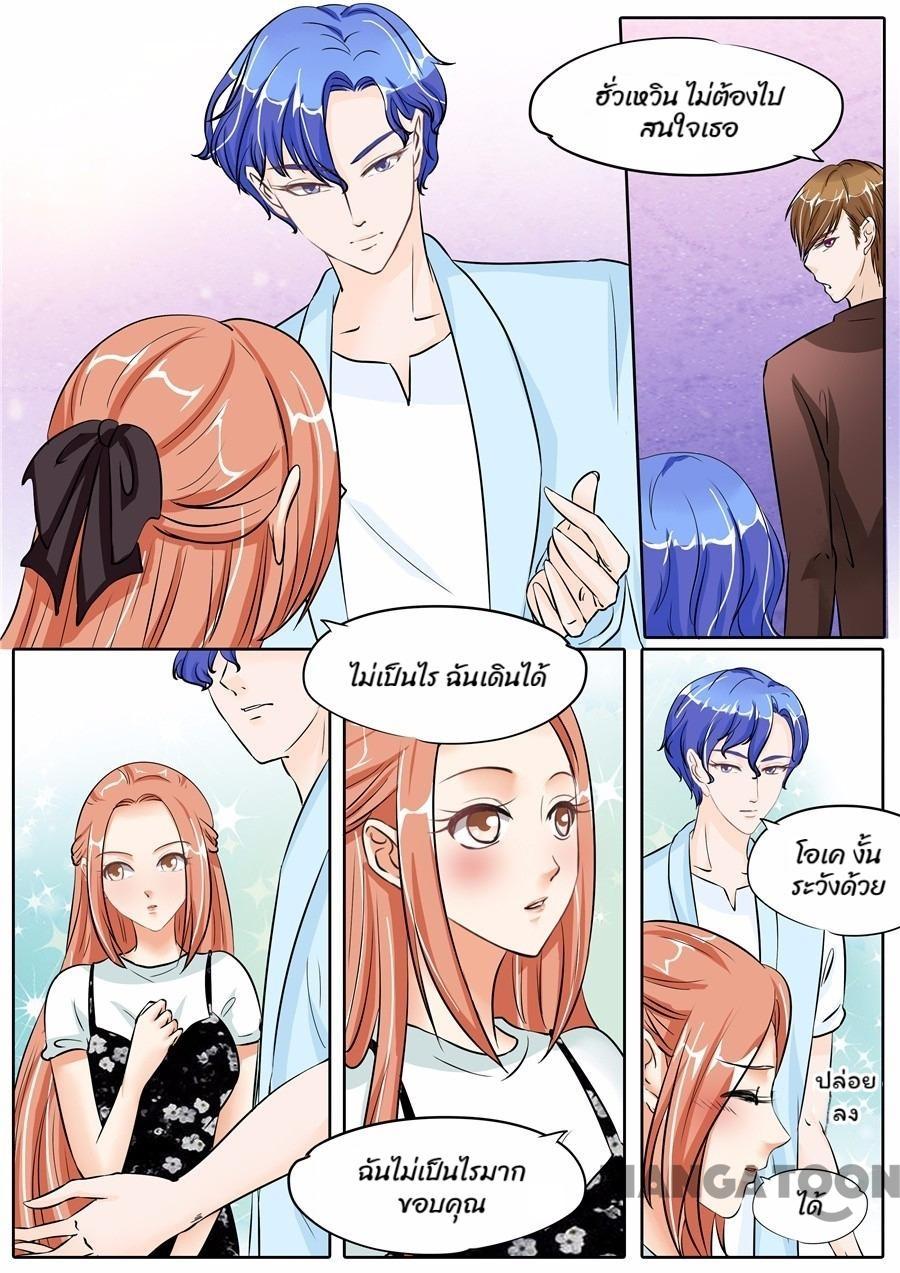 ฮั่วเหวิน ไม่ต้องไป
สนใจเธอ
ไม่เป็นไร ฉันเดินได้
โอเค งั้น
ระวังด้วย
ปล่อย
ลง
ฉันไม่เป็นไรมาก
ขอบคุณ
ได้
MANGATOON